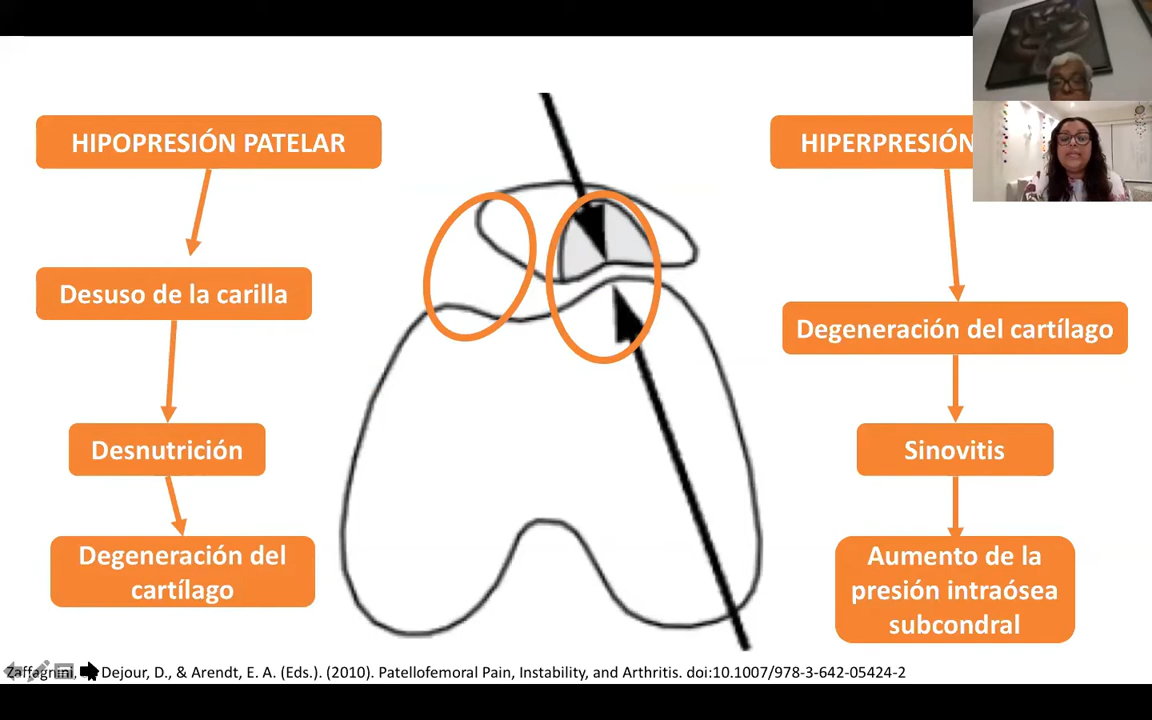 HIPOPRESIÓN PATELAR
Desuso de la carilla
Desnutrición
Degeneración del
cartílago
HIPERPRESIÓN
Degeneración del cartílago
Sinovitis
Aumento de la
presión intraósea
subcondral
Zaffagnini, Dejour, D., & Arendt, E. A. (Eds.). (2010). Patellofemoral Pain, Instability, and Arthritis. doi:10.1007/978-3-642-05424-2